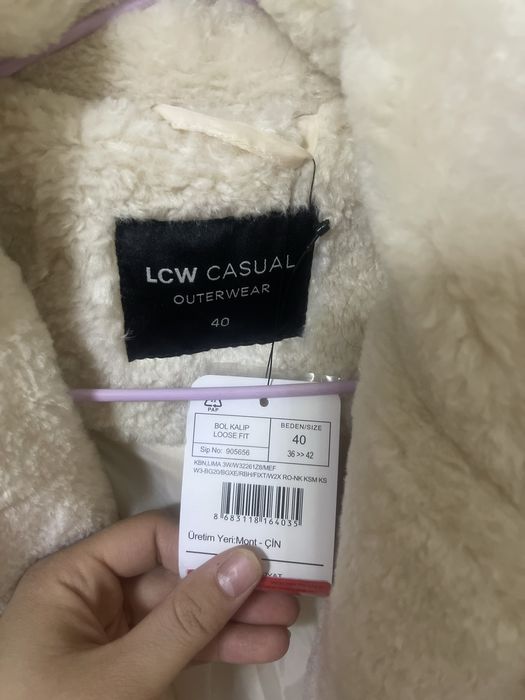 LCW CASUAL
OUTERWEAR
40
PAP
BOL KALIP
LOOSE FIT
BEDEN/SIZE
40
36 >> 42
Sip No: 905656
KBN,LIMA 3W/W32261Z8/MEF
W3-BG20/BGXE/RBH/FIXT/W2X RO-NK KSM KS
8 683118 164035
Üretim Yeri:Mont - ÇİN